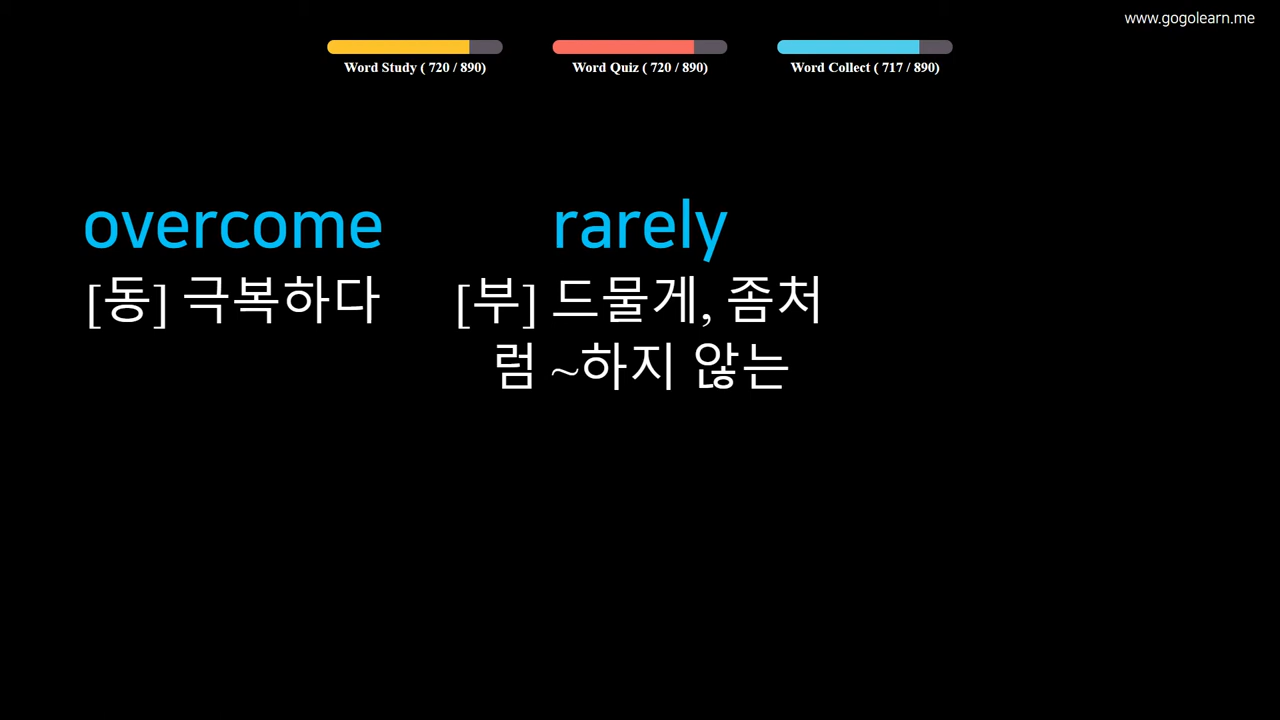 www.gogolearn.me
Word Study ( 720 / 890)
Word Quiz ( 720 / 890)
Word Collect ( 717 / 890)
overcome
[동] 극복하다
rarely
[부] 드물게, 좀처
럼 ~하지 않는